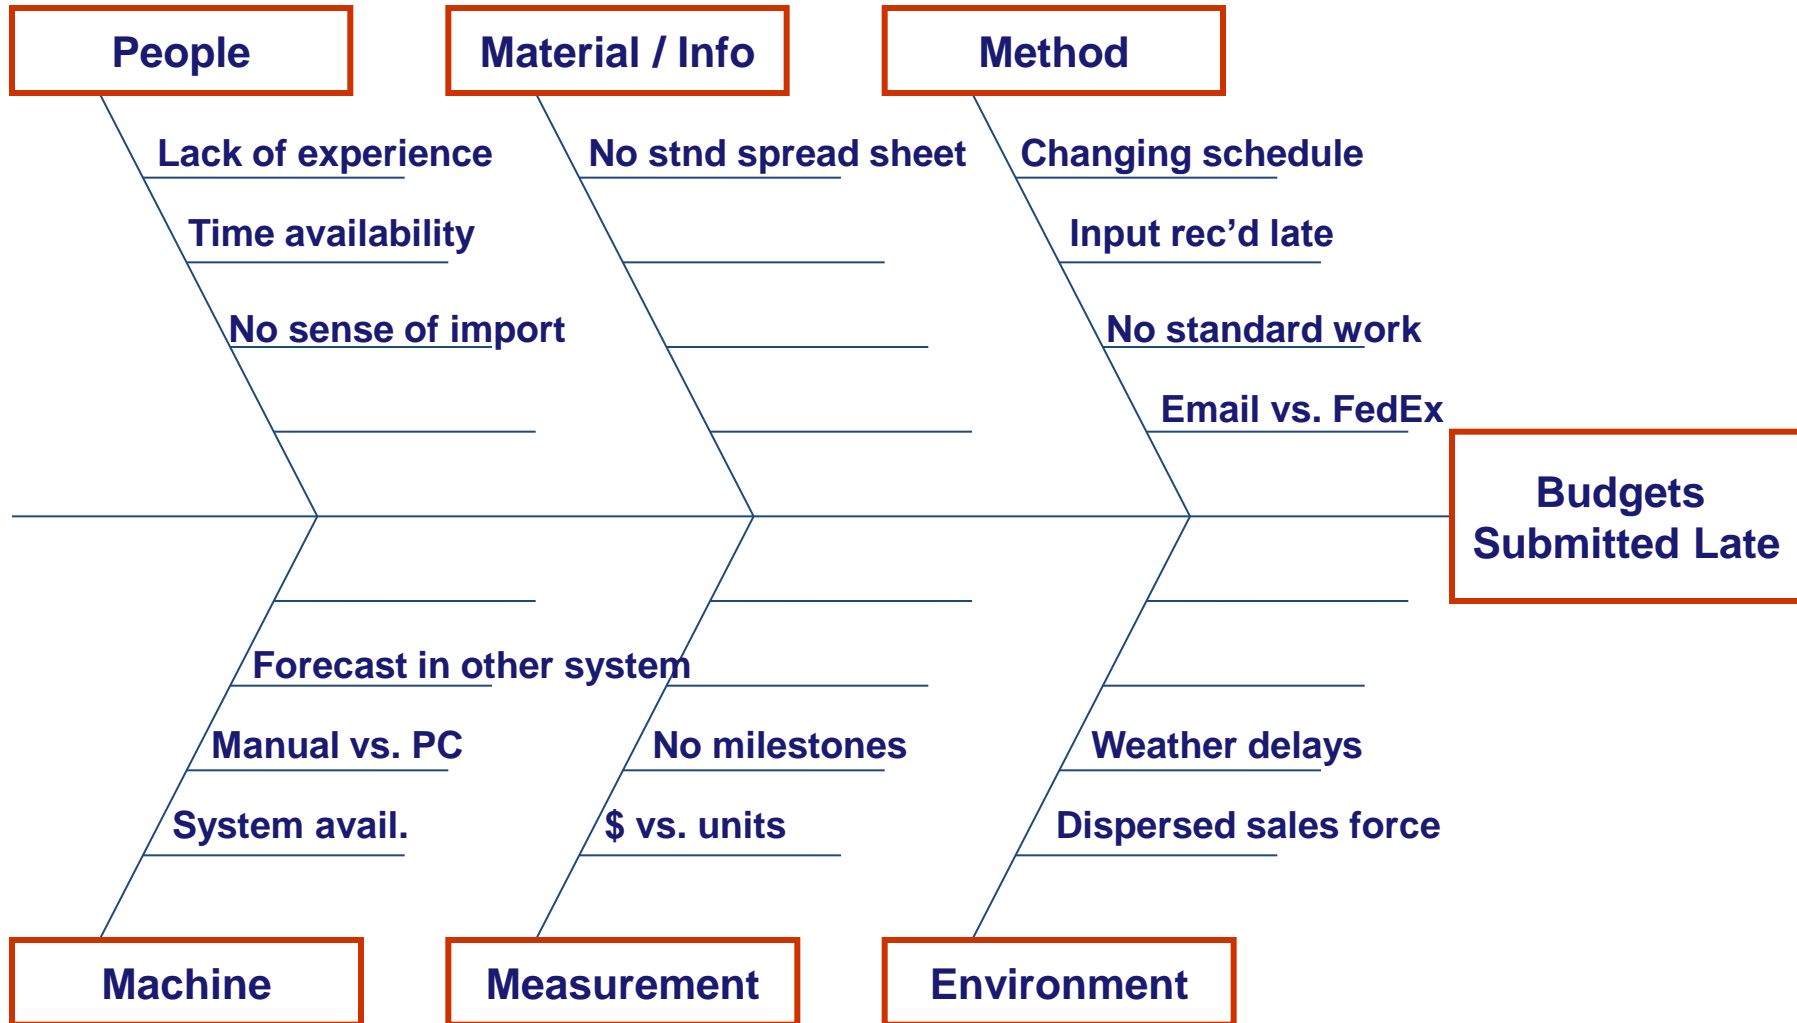 People
Material / Info
Method
Lack of experience
No stnd spread sheet
Changing schedule
Time availability
Input rec’d late
No sense of import
No standard work
Email vs. FedEx
Budgets
Submitted Late
Forecast in other system
Manual vs. PC
No milestones
Weather delays
System avail.
$ vs. units
Dispersed sales force
Machine
Measurement
Environment